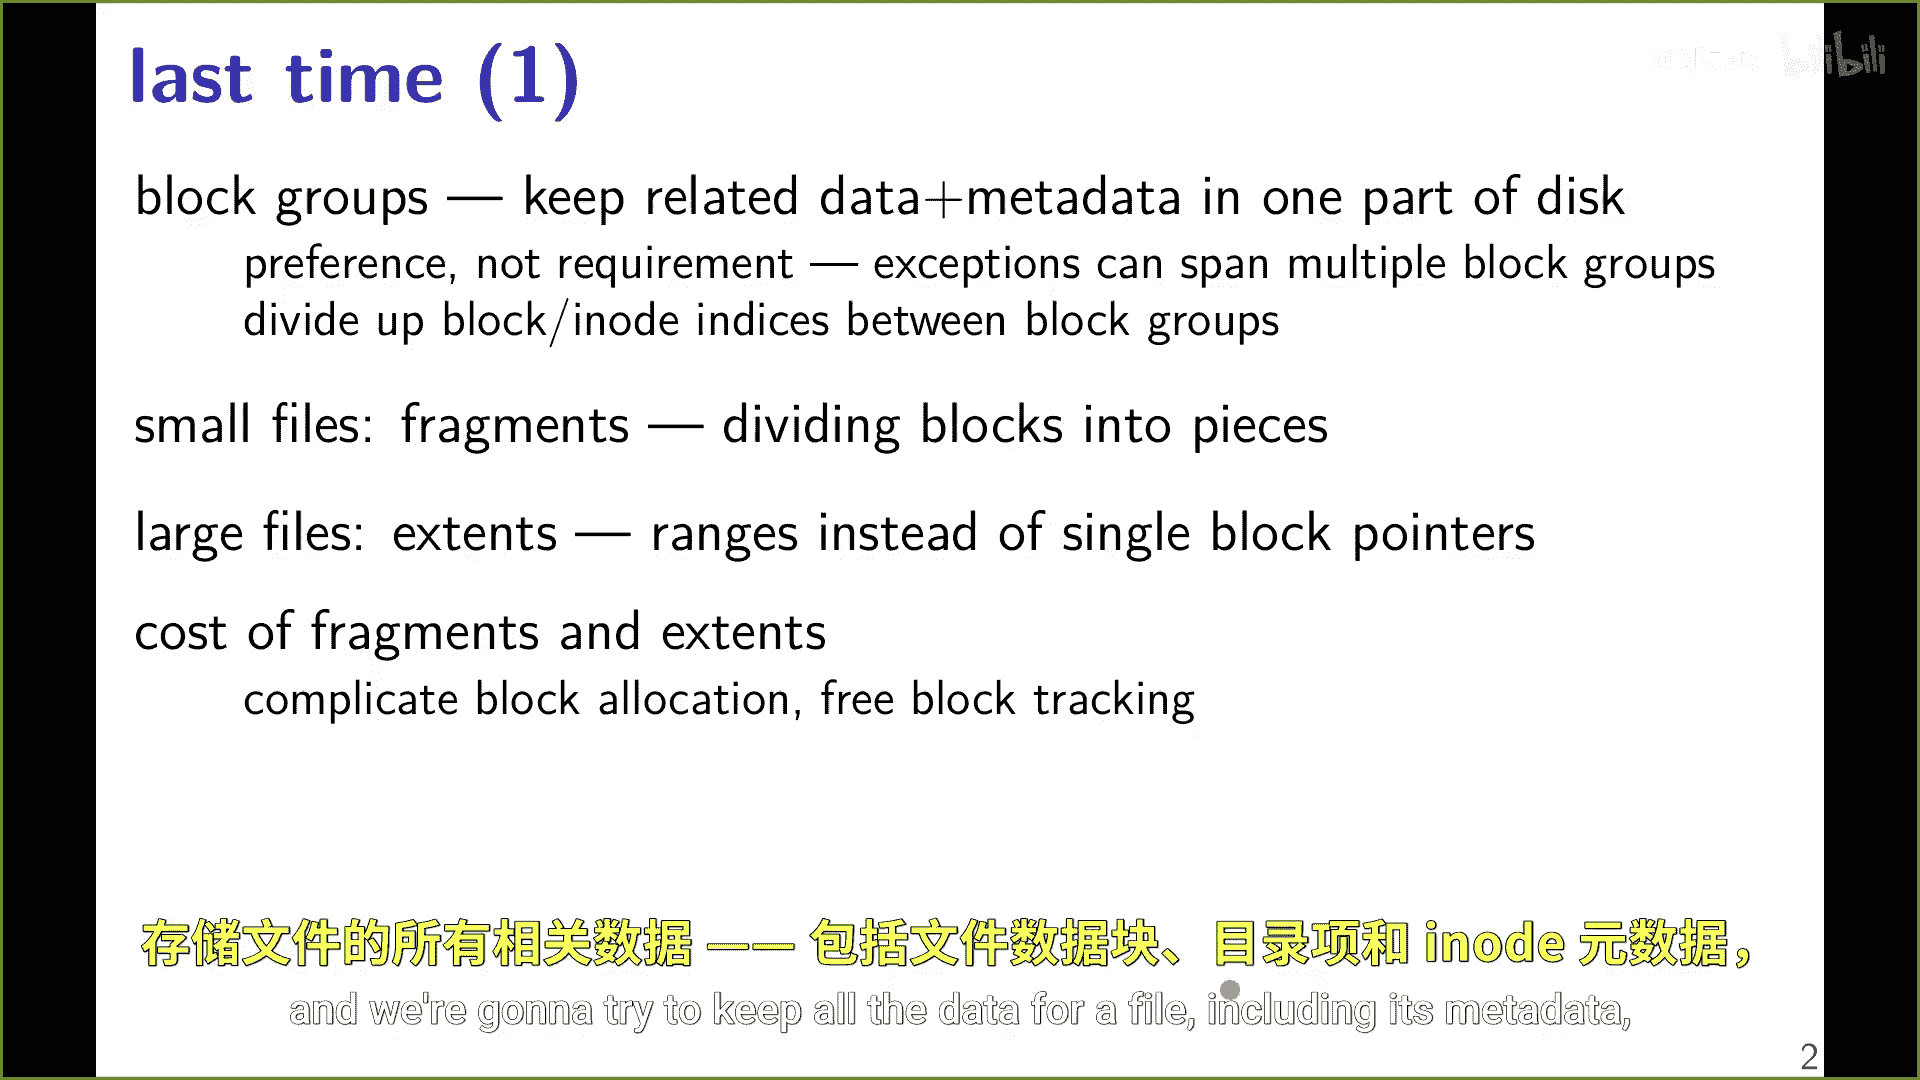 last time (1)
bilibili
block groups — keep related data+metadata in one part of disk
preference, not requirement — exceptions can span multiple block groups
divide up block/inode indices between block groups
small files: fragments — dividing blocks into pieces
large files: extents — ranges instead of single block pointers
cost of fragments and extents
complicate block allocation, free block tracking
存储文件的所有相关数据 —— 包括文件数据块、目录项和 inode 元数据，
and we're gonna try to keep all the data for a file, including its metadata,
2